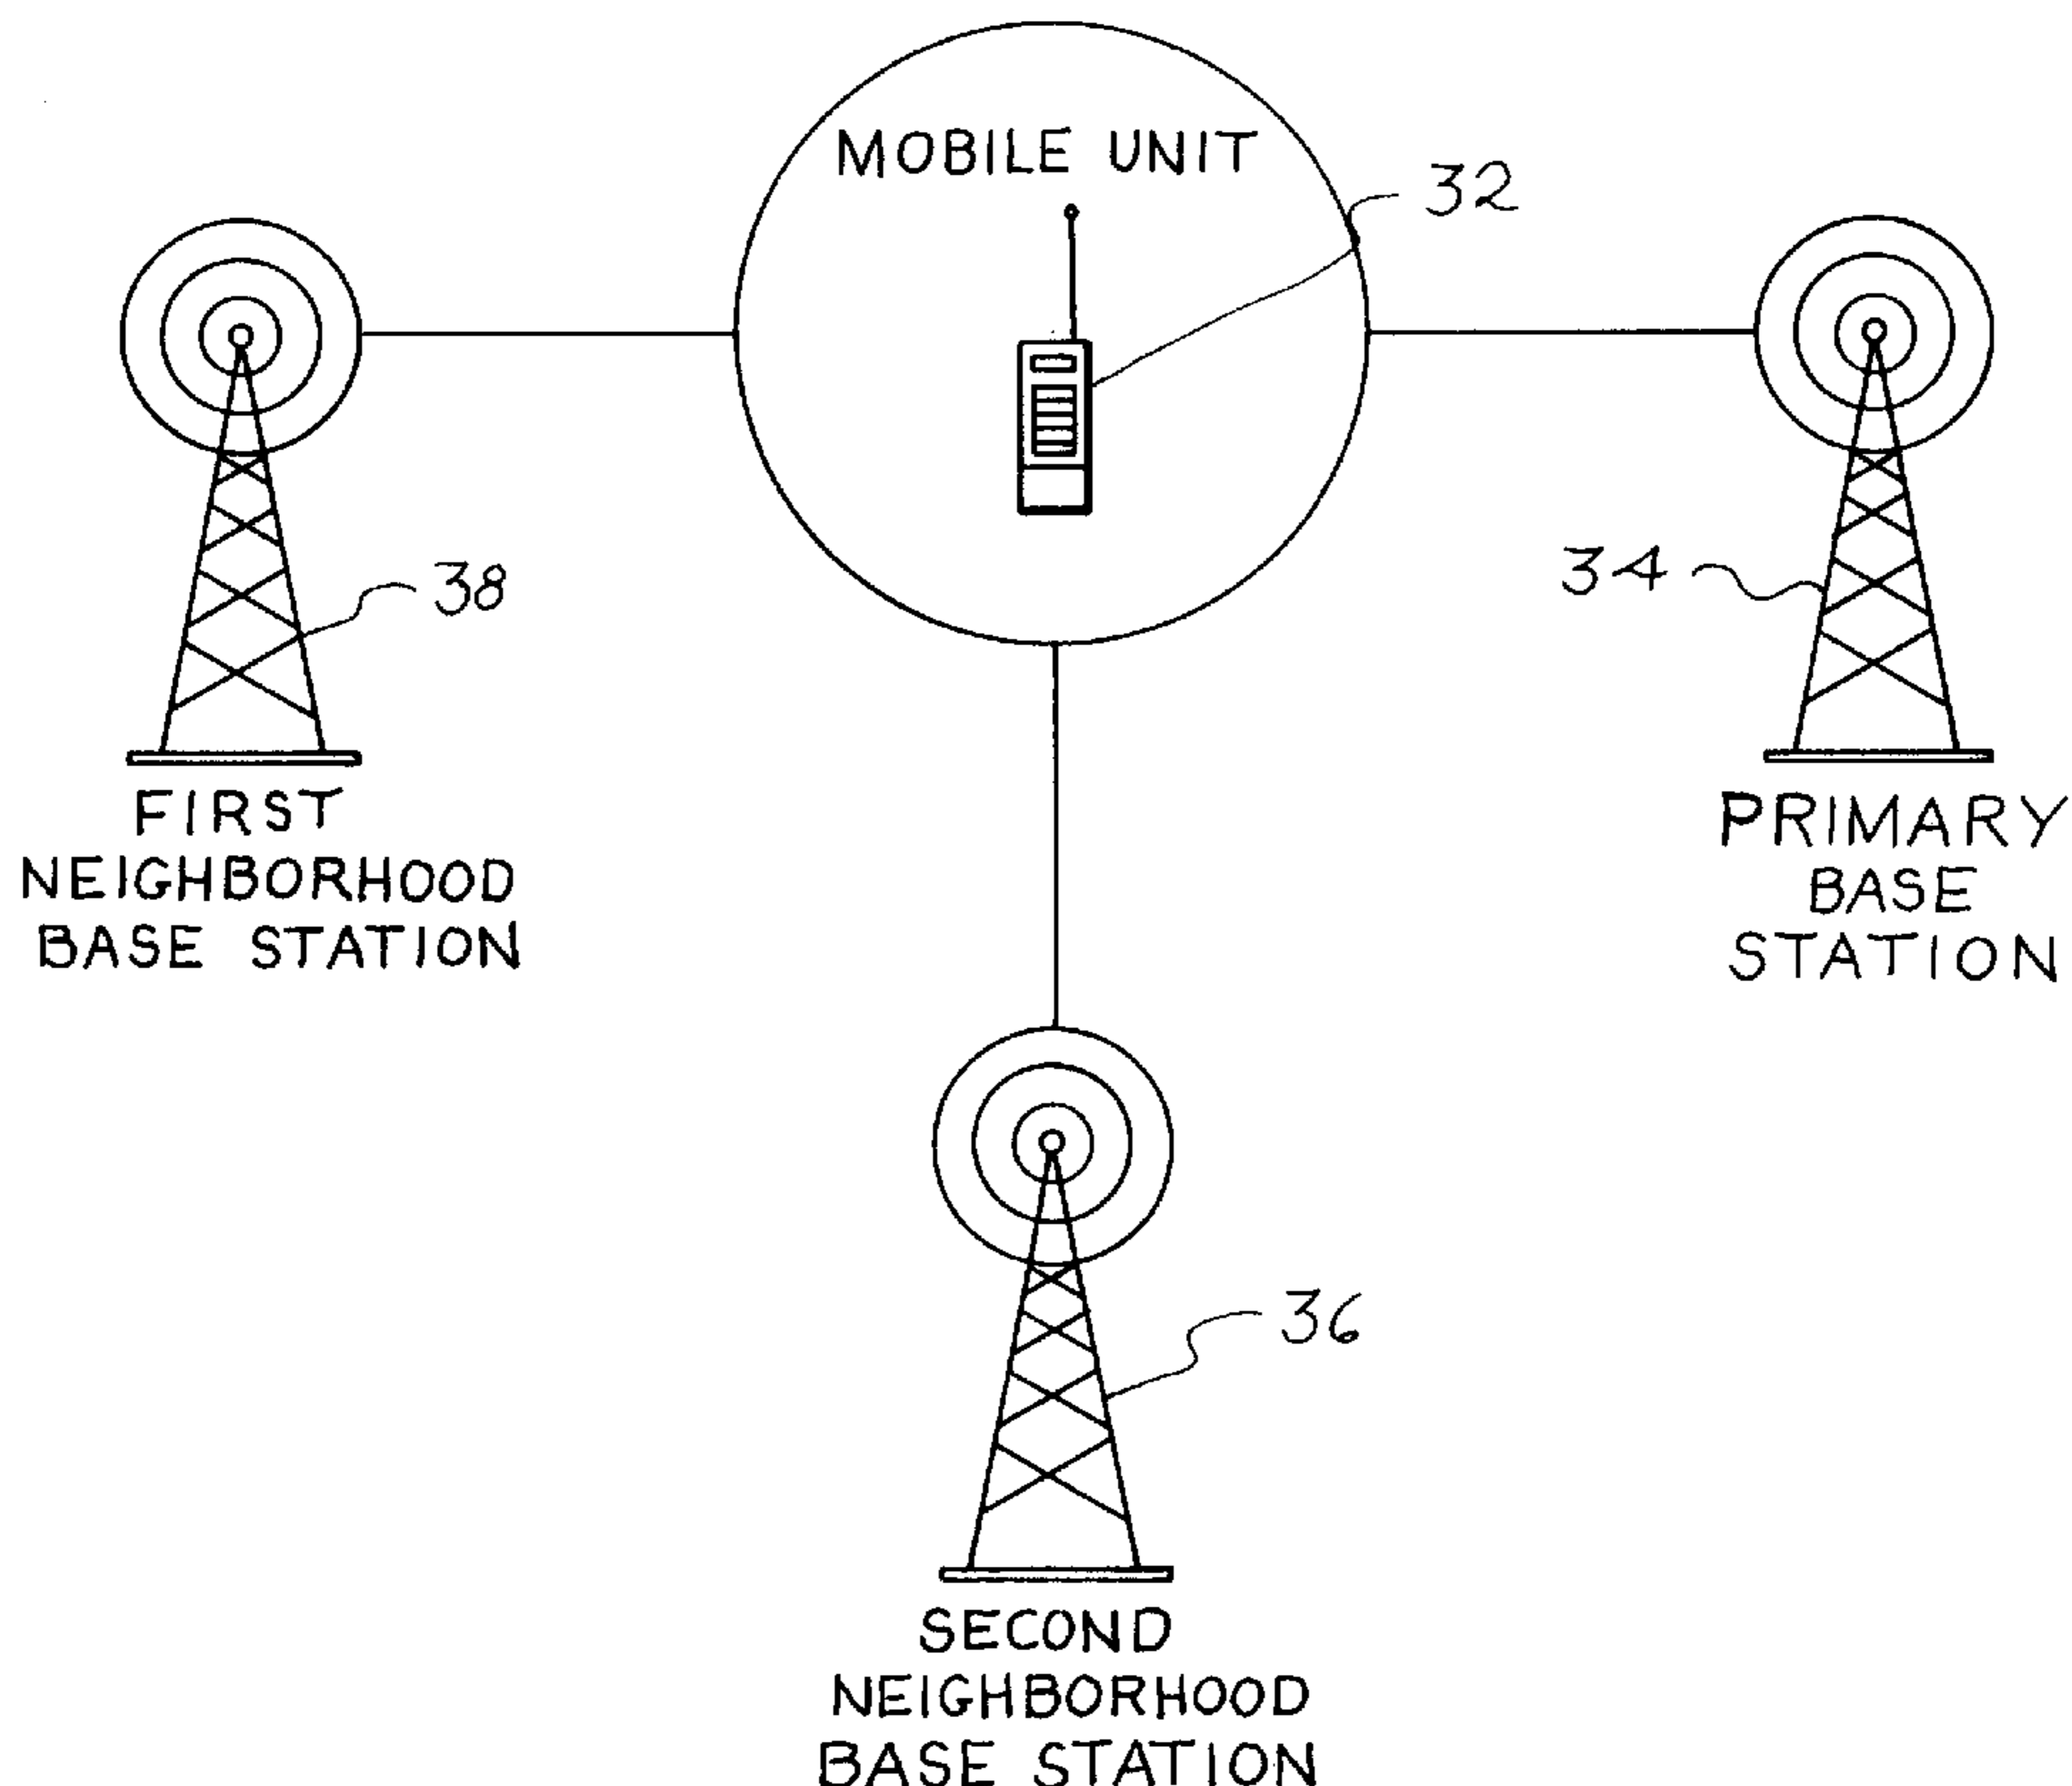 MOBILE UNIT
32
38
34
FIRST
NEIGHBORHOOD
BASE STATION
PRIMARY
BASE
STATION
36
SECOND
NEIGHBORHOOD
BASE STATION